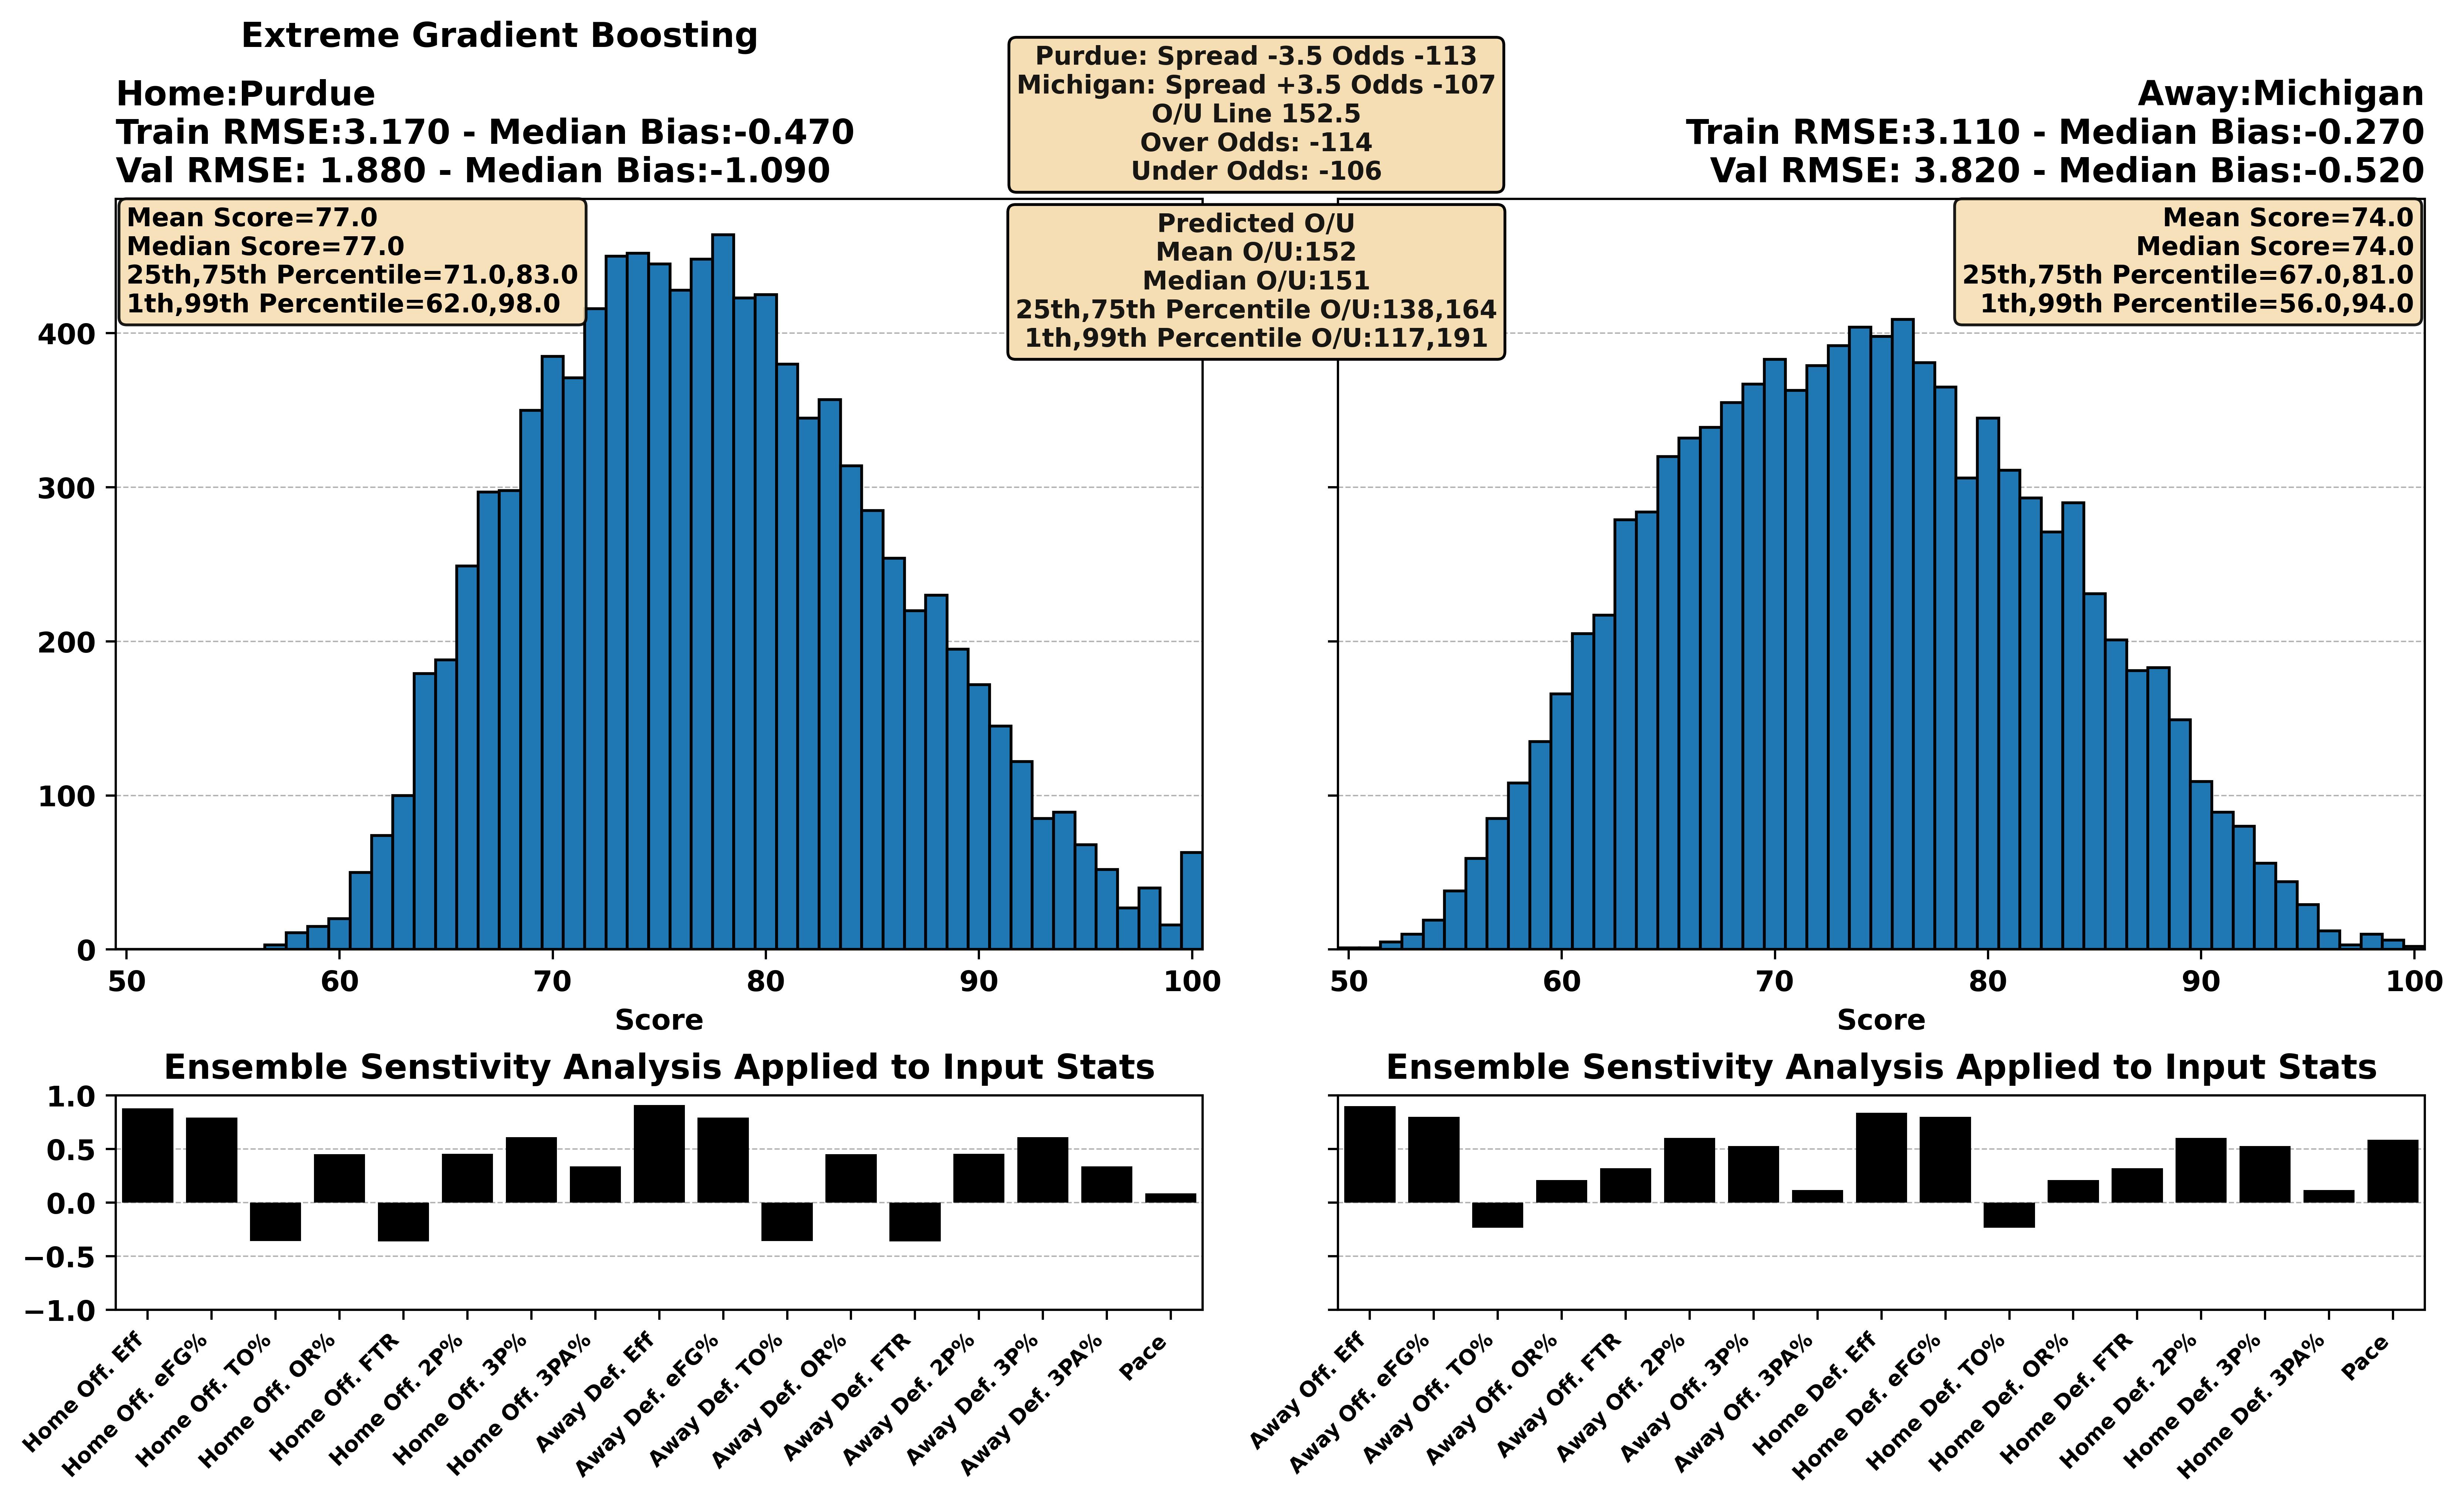 Extreme Gradient Boosting
Home:Purdue
Train RMSE:3.170 - Median Bias:-0.470
Val RMSE: 1.880 - Median Bias:-1.090
Purdue: Spread -3.5 Odds -113
Michigan: Spread +3.5 Odds -107
O/U Line 152.5
Over Odds: -114
Under Odds: -106
Away:Michigan
Train RMSE:3.110 - Median Bias:-0.270
Val RMSE: 3.820 - Median Bias:-0.520
Mean Score=77.0
Median Score=77.0
25th,75th Percentile=71.0,83.0
1th,99th Percentile=62.0,98.0
Predicted O/U
Mean O/U:152
Median O/U:151
25th,75th Percentile O/U:138,164
1th,99th Percentile O/U:117,191
Mean Score=74.0
Median Score=74.0
25th,75th Percentile=67.0,81.0
1th,99th Percentile=56.0,94.0
400
300
200
100
0
50 60 70 80 90 100
Score
50 60 70 80 90 100
Score
Ensemble Senstivity Analysis Applied to Input Stats
1.0
0.5
0.0
−0.5
−1.0
Home Off. Eff
Home Off. eFG%
Home Off. TO%
Home Off. OR%
Home Off. FTR
Home Off. 2P%
Home Off. 3P%
Home Off. 3PA%
Away Def. Eff
Away Def. eFG%
Away Def. TO%
Away Def. OR%
Away Def. FTR
Away Def. 2P%
Away Def. 3P%
Away Def. 3PA%
Pace
Ensemble Senstivity Analysis Applied to Input Stats
Away Off. Eff
Away Off. eFG%
Away Off. TO%
Away Off. OR%
Away Off. FTR
Away Off. 2P%
Away Off. 3P%
Away Off. 3PA%
Home Def. Eff
Home Def. eFG%
Home Def. TO%
Home Def. OR%
Home Def. FTR
Home Def. 2P%
Home Def. 3P%
Home Def. 3PA%
Pace